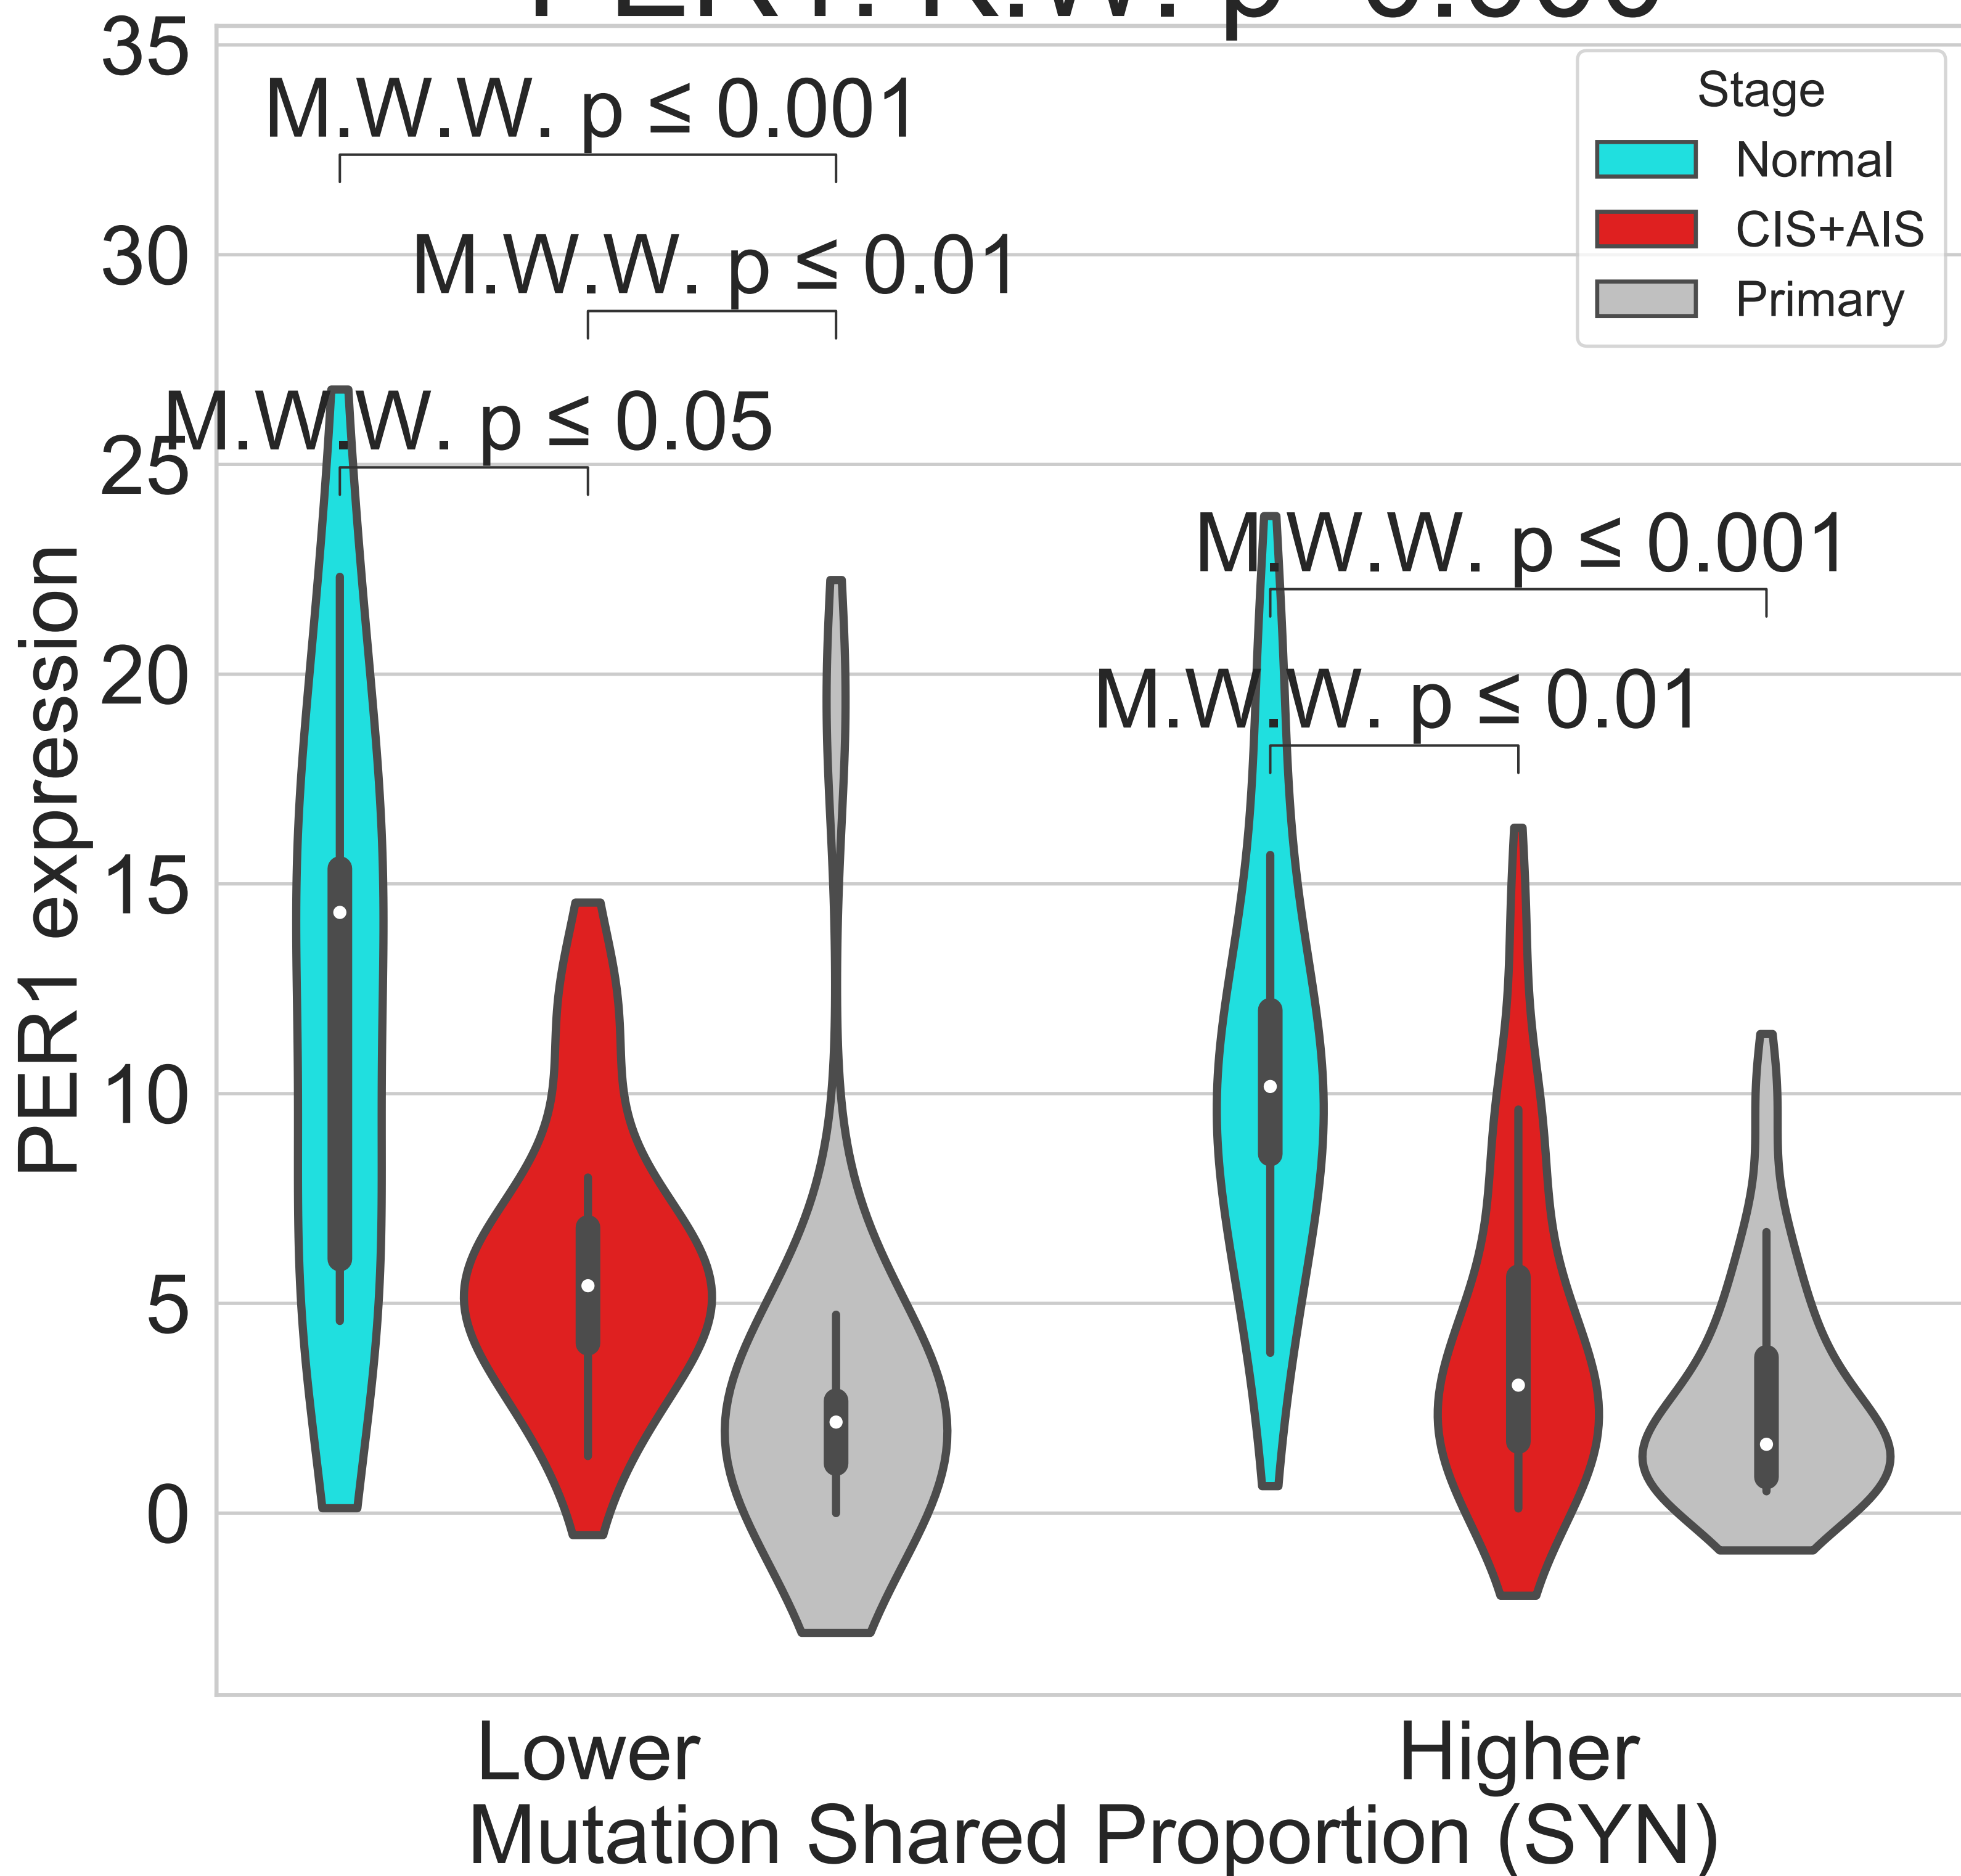 PER1: K.W. p
35
M.W.W. p ≤ 0.001
Stage
Normal
CIS+AIS
Primary
30
M.W.W. p ≤ 0.01
M.W.W. p ≤ 0.05
25
M.W.W. p ≤ 0.001
20
M.W.W. p ≤ 0.01
15
10
5
0
PER1 expression
Lower
Higher
Mutation Shared Proportion (SYN)